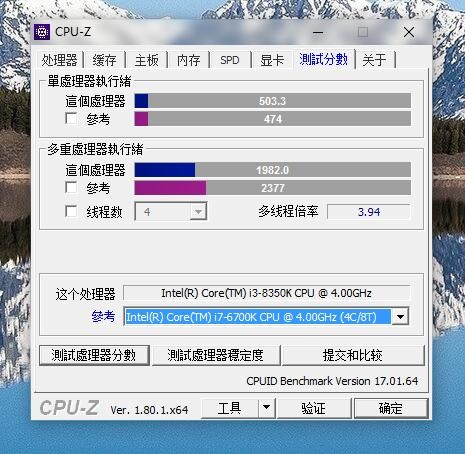 CPU-Z
处理器 缓存 主板 内存 SPD 显卡 測試分數 关于
單處理器執行緒
這個處理器 503.3
參考 474
多重處理器執行緒
這個處理器 1982.0
參考 2377
线程数 4 多线程倍率 3.94
这个处理器 Intel(R) Core(TM) i3-8350K CPU @ 4.00GHz
參考 Intel(R) Core(TM) i7-6700K CPU @ 4.00GHz (4C/8T)
測試處理器分數 測試處理器穩定度 提交和比较
CPUID Benchmark Version 17.01.64
CPU-Z Ver. 1.80.1.x64 工具 验证 确定